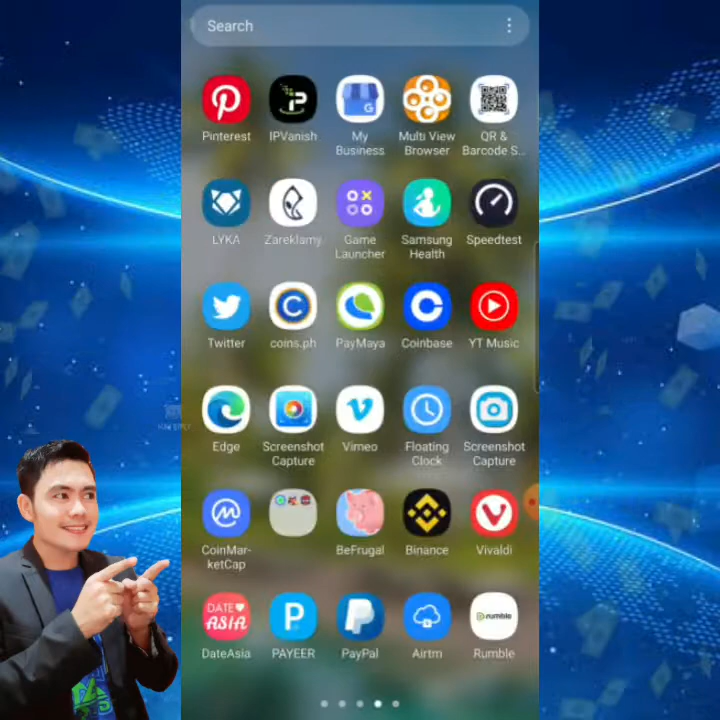 Search
Pinterest
IPVanish
My
Business
Multi View
Browser
QR &
Barcode S...
LYKA
Zareklamy
Game
Launcher
Samsung
Health
Speedtest
Twitter
coins.ph
PayMaya
Coinbase
YT Music
Edge
Screenshot
Capture
Vimeo
Floating
Clock
Screenshot
Capture
CoinMar-
ketCap
BeFrugal
Binance
Vivaldi
DATE
ASIA
rumble
DateAsia
PAYEER
PayPal
Airtm
Rumble